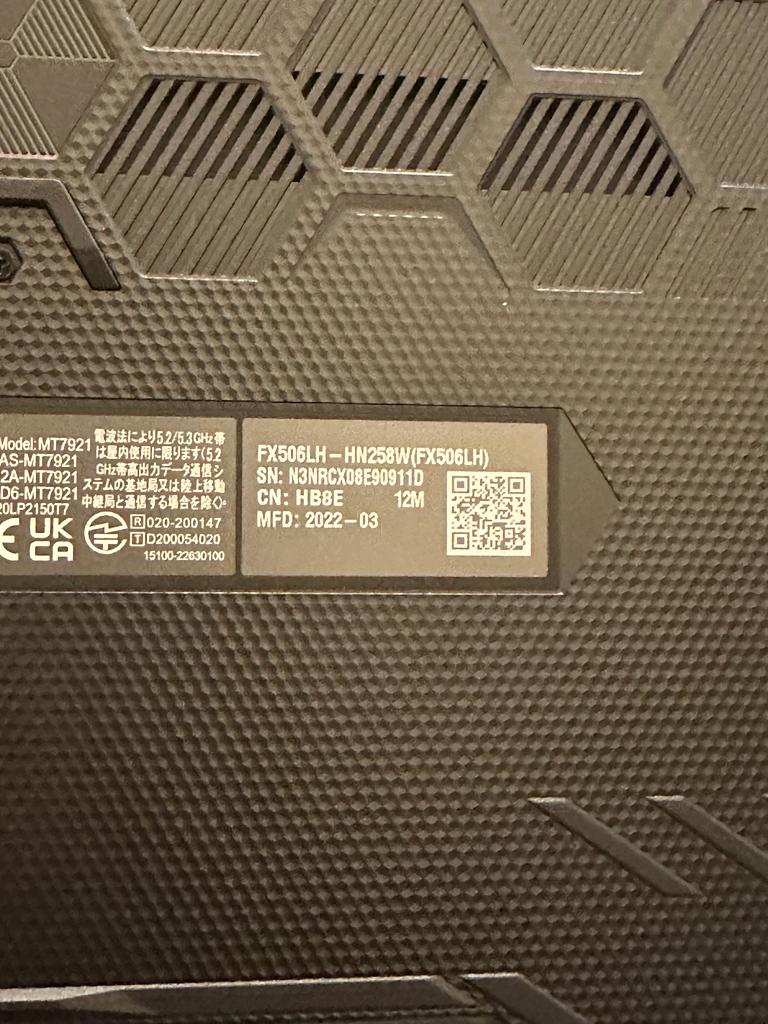 Model:MT7921
AS-MT7921
2A-MT7921
D6-MT7921
20LP2150T7
UK
CA
電波法により5.2/5.3GHz帯
は屋内使用に限ります(5.2
GHz帯高出力データ通信シ
ステムの基地局又は陸上移動
中継局と通信する場合を除く)。
R 020-200147
T D200054020
15100-22630100
FX506LH-HN258W(FX506LH)
SN: N3NRCX08E90911D
CN: HB8E 12M
MFD: 2022-03